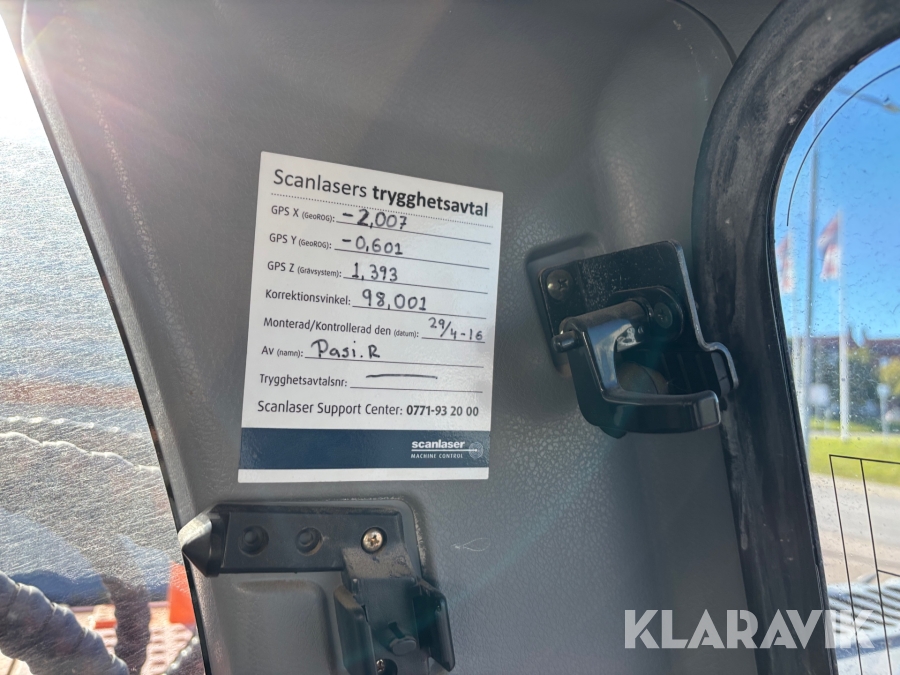 Scanlasers trygghetsavtal
GPS X (GeoROG): -2,007
GPS Y (GeoROG): -0,601
GPS Z (Grävsystem): 1,393
Korrektionsvinkel: 98,001
Monterad/Kontrollerad den (datum): 29/4-16
Av (namn): Pasi.R
Trygghetsavtalsnr:
Scanlaser Support Center: 0771-93 20 00
scanlaser
MACHINE CONTROL
KLARAVIK